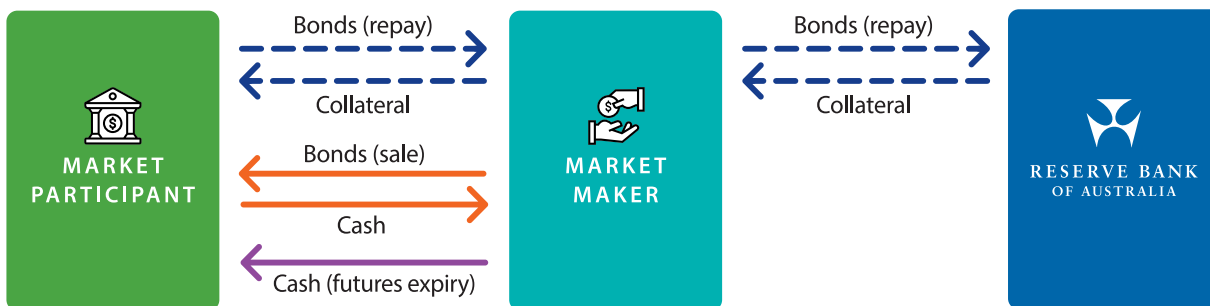 Bonds (repay)
Collateral
Bonds (sale)
Cash
Cash (futures expiry)
Bonds (repay)
Collateral
$
MARKET
PARTICIPANT
$
MARKET
MAKER
RESERVE BANK
OF AUSTRALIA